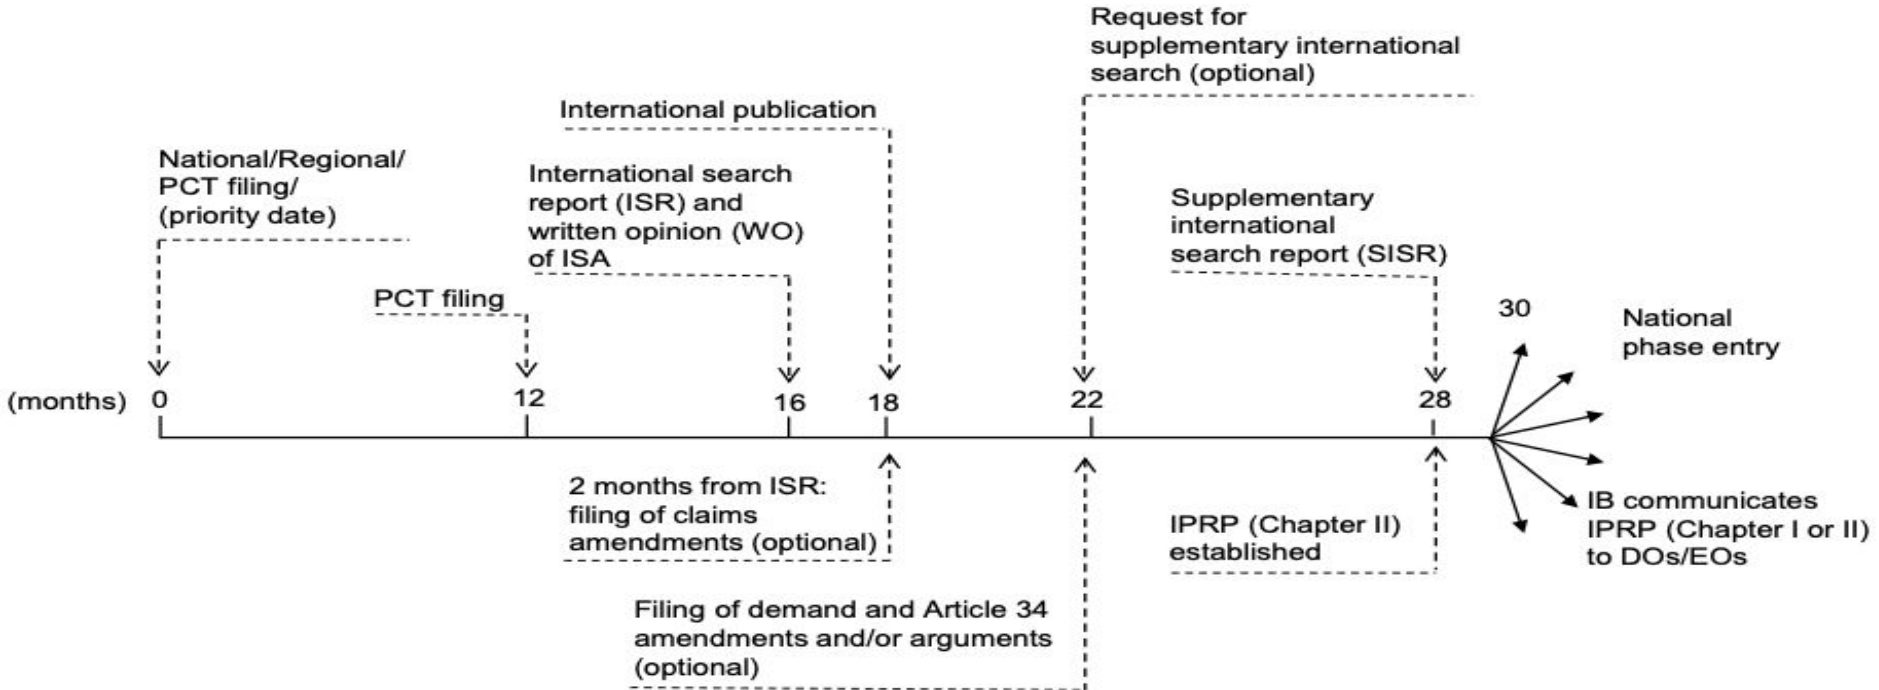 Request for
supplementary international
search (optional)
International publication
National/Regional/
PCT filing/
(priority date)
International search
report (ISR) and
written opinion (WO)
of ISA
Supplementary
international
search report (SISR)
PCT filing
30
National
phase entry
(months) 0 12 16 18 22 28
2 months from ISR:
filing of claims
amendments (optional)
IPRP (Chapter II)
established
IB communicates
IPRP (Chapter I or II)
to DOs/EOs
Filing of demand and Article 34
amendments and/or arguments
(optional)